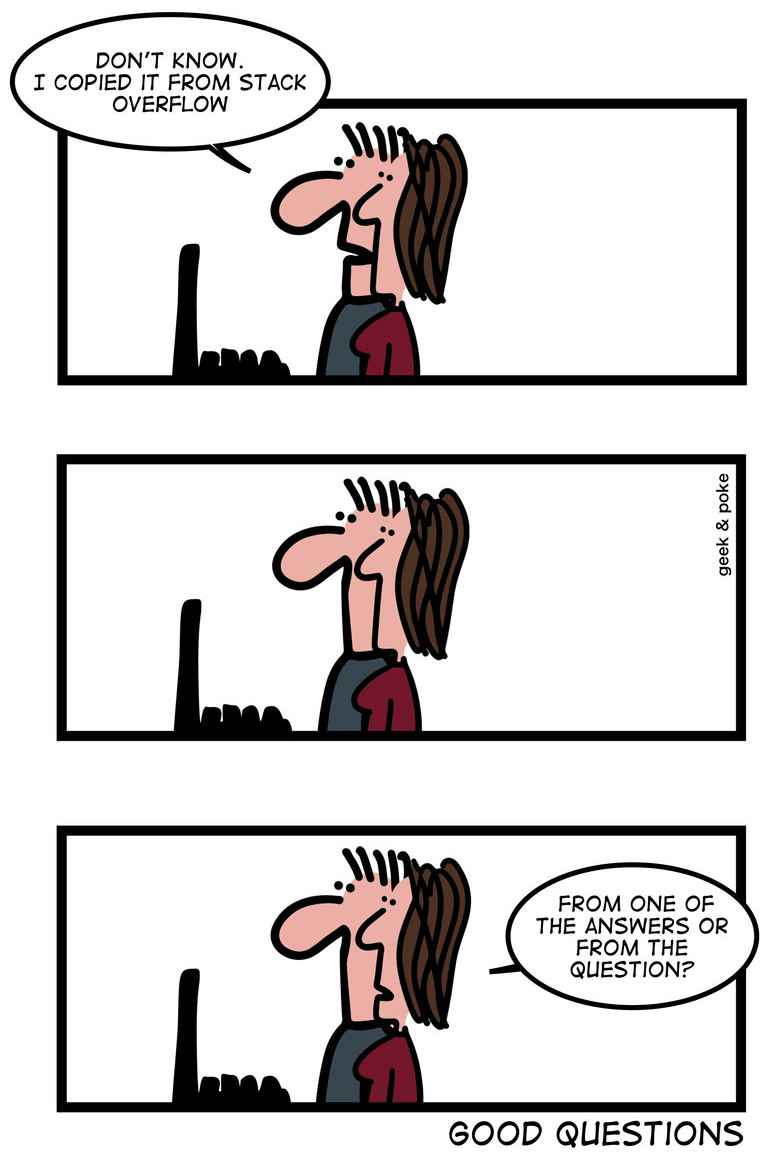 DON'T KNOW.
I COPIED IT FROM STACK
OVERFLOW
geek & poke
FROM ONE OF
THE ANSWERS OR
FROM THE
QUESTION?
GOOD QUESTIONS